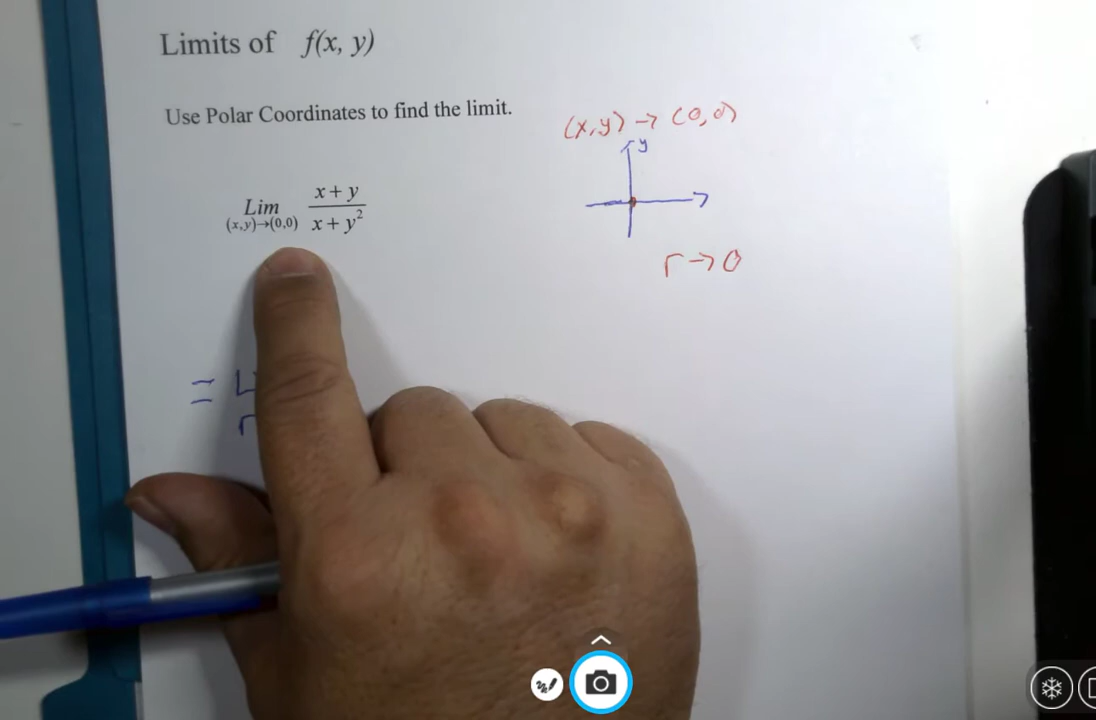 Limits of f(x, y)
Use Polar Coordinates to find the limit.
(x,y) → (0,0)
y
Lim (x,y)→(0,0) x + y / x + y²
r → 0
=